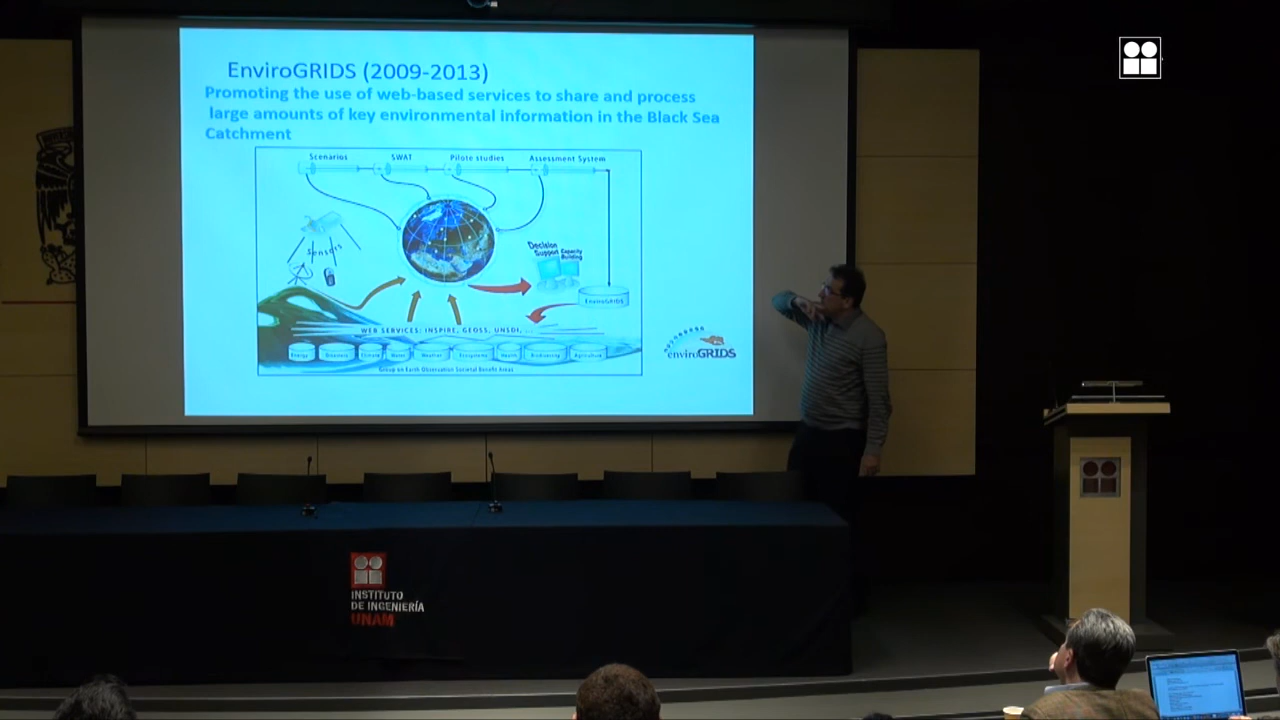 EnviroGRIDS (2009-2013)
Promoting the use of web-based services to share and process
large amounts of key environmental information in the Black Sea
Catchment
Scenarios SWAT Pilote studies Assessment System
Sensors
Decision
Support Capacity
Building
EnviroGRIDS
WEB SERVICES: INSPIRE, GEOSS, UNSDI, ...
Energy Disasters Climate Water Weather Ecosystems Health Biodiversity Agriculture
Group on Earth Observation Societal Benefit Areas
enviroGRIDS
INSTITUTO
DE INGENIERÍA
UNAM